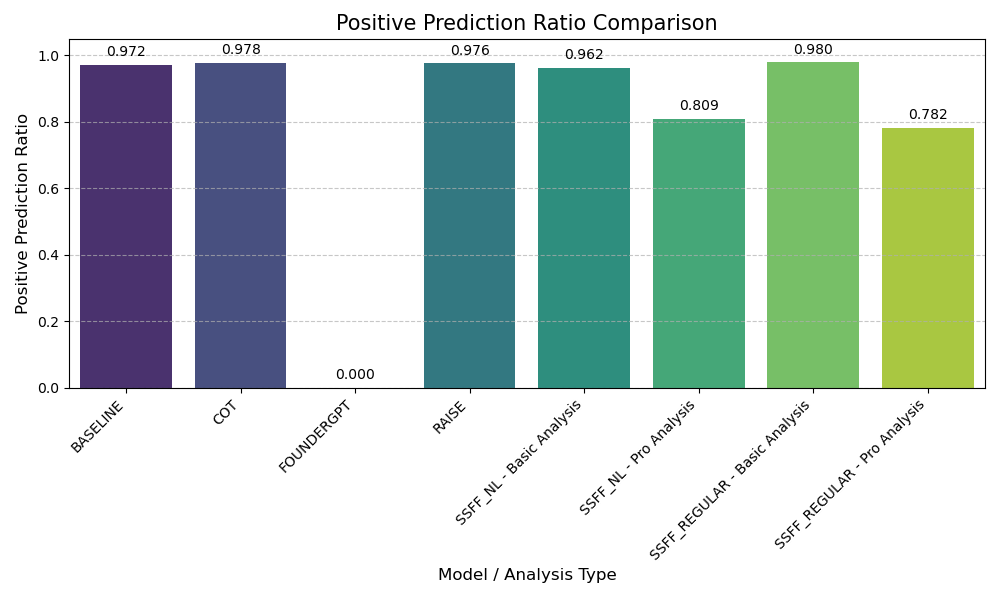 Positive Prediction Ratio Comparison
Positive Prediction Ratio
1.0
0.8
0.6
0.4
0.2
0.0
0.972
0.978
0.000
0.976
0.962
0.809
0.980
0.782
BASELINE
COT
FOUNDERGPT
RAISE
SSFF_NL - Basic Analysis
SSFF_NL - Pro Analysis
SSFF_REGULAR - Basic Analysis
SSFF_REGULAR - Pro Analysis
Model / Analysis Type